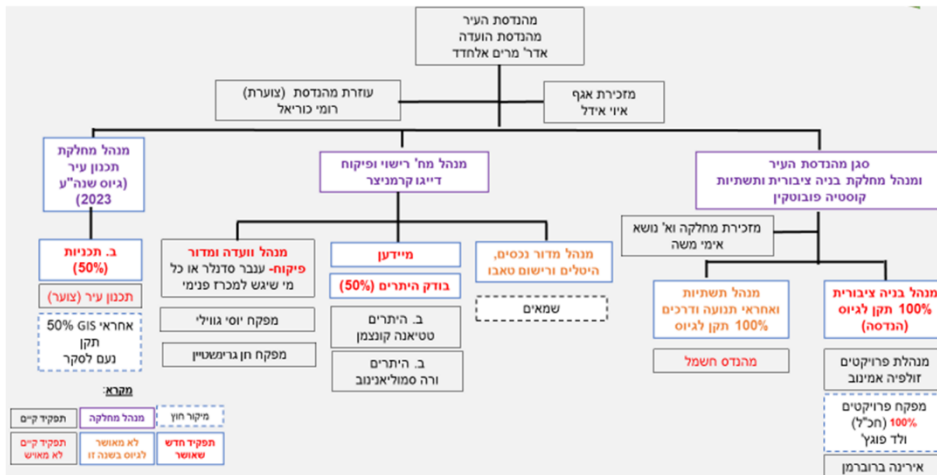 מהנדסת העיר
מהנדסת הועדה
אדר' מרים אלחדד
עוזרת מהנדסת (צוערת)
רומי כוריאל
מזכירת אגף
איוי אידל
סגן מהנדסת העיר
ומנהל מחלקת בניה ציבורית ותשתיות
קוסטיה פובוטקין
מזכירת מחלקה וא' נושא
אימי משה
מנהל בניה ציבורית
100% תקן לגיוס
(הנדסה)
מנהלת פרויקטים
זולפיה אמינוב
מפקח פרויקטים
100% (חכ"ל)
ולד פוגצ'
אירינה ברוברמן
מנהל תשתיות
ואחראי תנועה ודרכים
100% תקן לגיוס
מהנדס חשמל
מנהל מח' רישוי ופיקוח
דייגו קרמניצר
מנהל מדור נכסים,
היטלים ורישום טאבו
שמאים
מיידען
בודק היתרים (50%)
ב. היתרים
טטיאנה קונצמן
ב. היתרים
ורה סמוליאנינוב
מנהל וועדה ומדור
פיקוח- ענבר סדנלר או כל
מי שיגש למכרז פנימי
מפקח יוסי גווילי
מפקח חן גרינשטיין
מנהל מחלקת
תכנון עיר
(גיוס שנה"ע
2023)
ב. תכניות
(50%)
תכנון עיר (צוער)
אחראי GIS 50%
תקן
נעם לסקר
מקרא:
מיקור חוץ
מנהל מחלקה
תפקיד קיים
תפקיד חדש
שאושר
לא מאושר
לגיוס בשנה זו
תפקיד קיים
לא מאויש